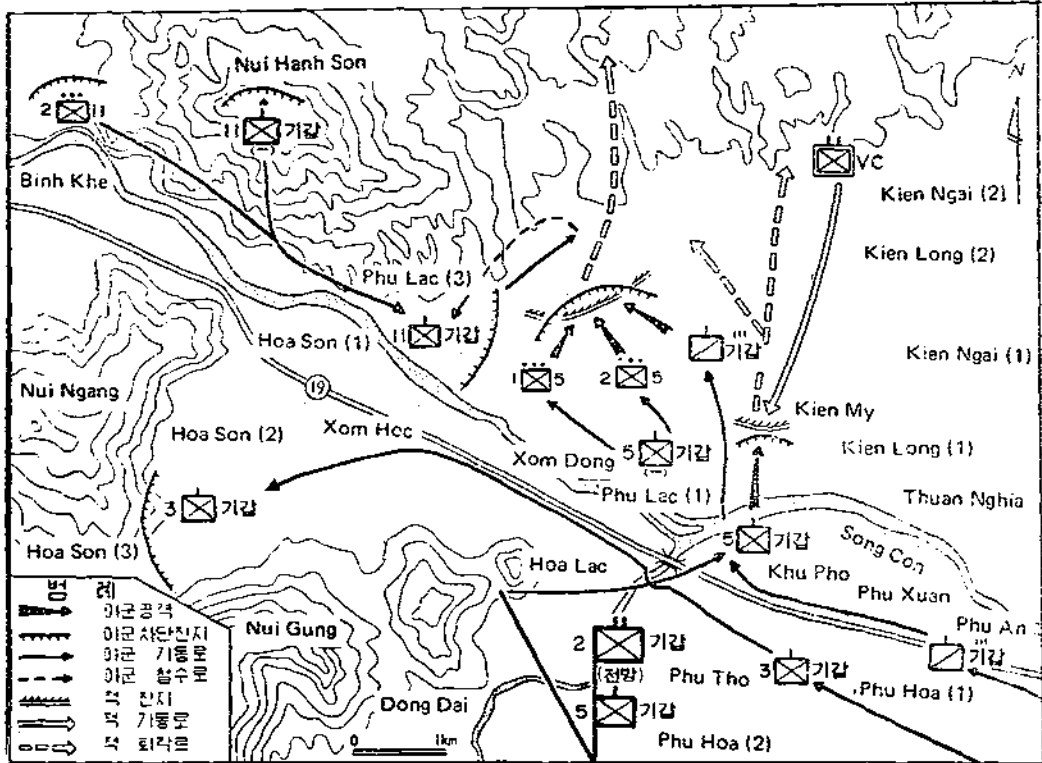 Nui Hanh Son
2 11
11 기갑
(-)
VC
Binh Khe
Kien Ngai (2)
Kien Long (2)
Phu Lac (3)
11 기갑
기갑
Hoa Son (1)
1 5
2 5
Kien Ngai (1)
Nui Ngang
19
Kien My
Hoa Son (2)
Xom Hoc
Xom Dong
5 기갑
(-)
Kien Long (1)
Phu Lac (1)
Thuan Nghia
3 기갑
5 기갑
Song Con
Hoa Son (3)
Hoa Lac
Khu Pho
Phu Xuan
범 례
아군공격
아군차단진지
아군 기동로
아군 철수로
적 진지
적 기동로
적 퇴각로
Nui Gung
2 기갑
(전방)
Phu An
기갑
Phu Tho
3 기갑
Phu Hoa (1)
Dong Dai
5 기갑
Phu Hoa (2)
0 1km